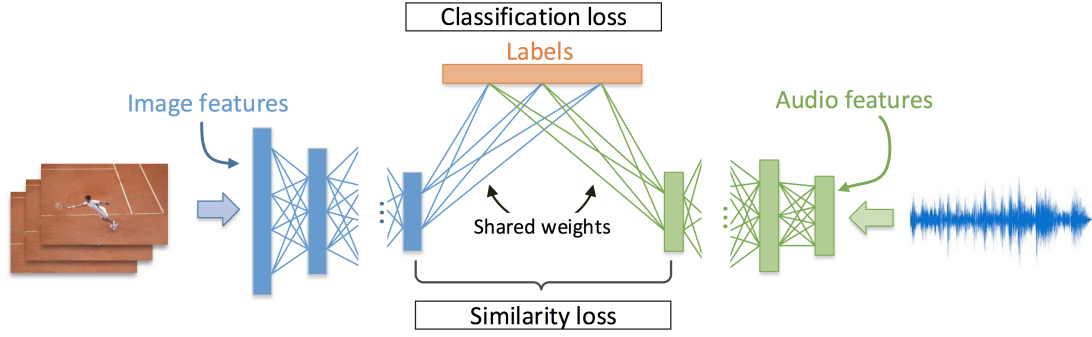 Classification loss
Labels
Image features
Audio features
Shared weights
Similarity loss